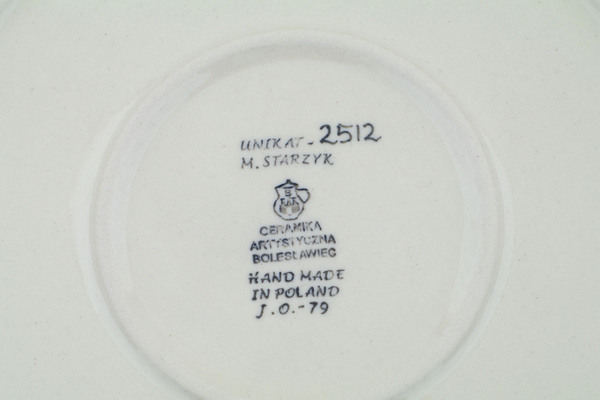 UNIKAT - 2512
M. STARZYK
CERAMIKA
ARTYSTYCZNA
BOLESŁAWIEC
HAND MADE
IN POLAND
J.O.-79